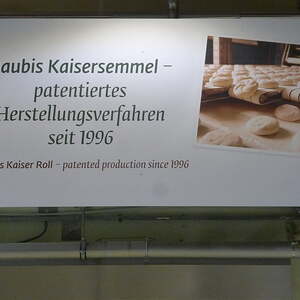 aubis Kaisersemmel –
patentiertes
Herstellungsverfahren
seit 1996
s Kaiser Roll – patented production since 1996